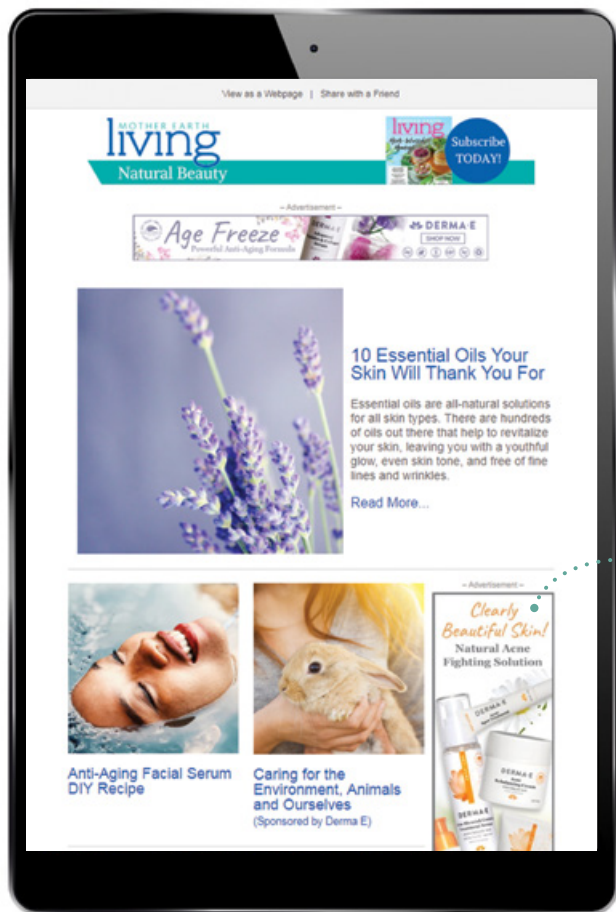 View as a Webpage | Share with a Friend
MOTHER EARTH
living
Natural Beauty
living
Subscribe
TODAY!
– Advertisement –
Age Freeze
Powerful Anti-Aging Formula
DERMA·E
SHOP NOW
10 Essential Oils Your
Skin Will Thank You For
Essential oils are all-natural solutions
for all skin types. There are hundreds
of oils out there that help to revitalize
your skin, leaving you with a youthful
glow, even skin tone, and free of fine
lines and wrinkles.
Read More...
Anti-Aging Facial Serum
DIY Recipe
Caring for the
Environment, Animals
and Ourselves
(Sponsored by Derma E)
– Advertisement –
Clearly
Beautiful Skin!
Natural Acne
Fighting Solution
DERMA·E
DERMA·E
DERMA·E